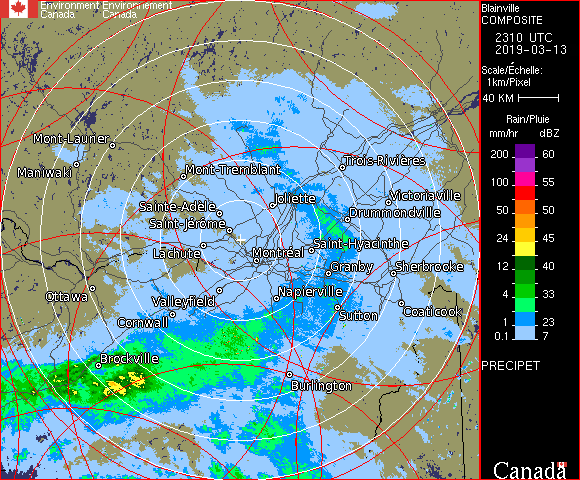 Environment Environnement
Canada Canada
Blainville
COMPOSITE
2310 UTC
2019-03-13
Scale/Échelle:
1km/Pixel
40 KM
Rain/Pluie
mm/hr dBZ
200 60
100 55
50 50
24 45
12 40
4 33
1 23
0.1 7
PRECIPET
Canada
Mont-Laurier
Maniwaki
Mont-Tremblant
Trois-Rivières
Joliette
Victoriaville
Sainte-Adèle
Drummondville
Saint-Jérôme
Lachute
Montréal
Saint-Hyacinthe
Granby
Sherbrooke
Ottawa
Valleyfield
Napierville
Cornwall
Sutton
Coaticook
Brockville
Burlington